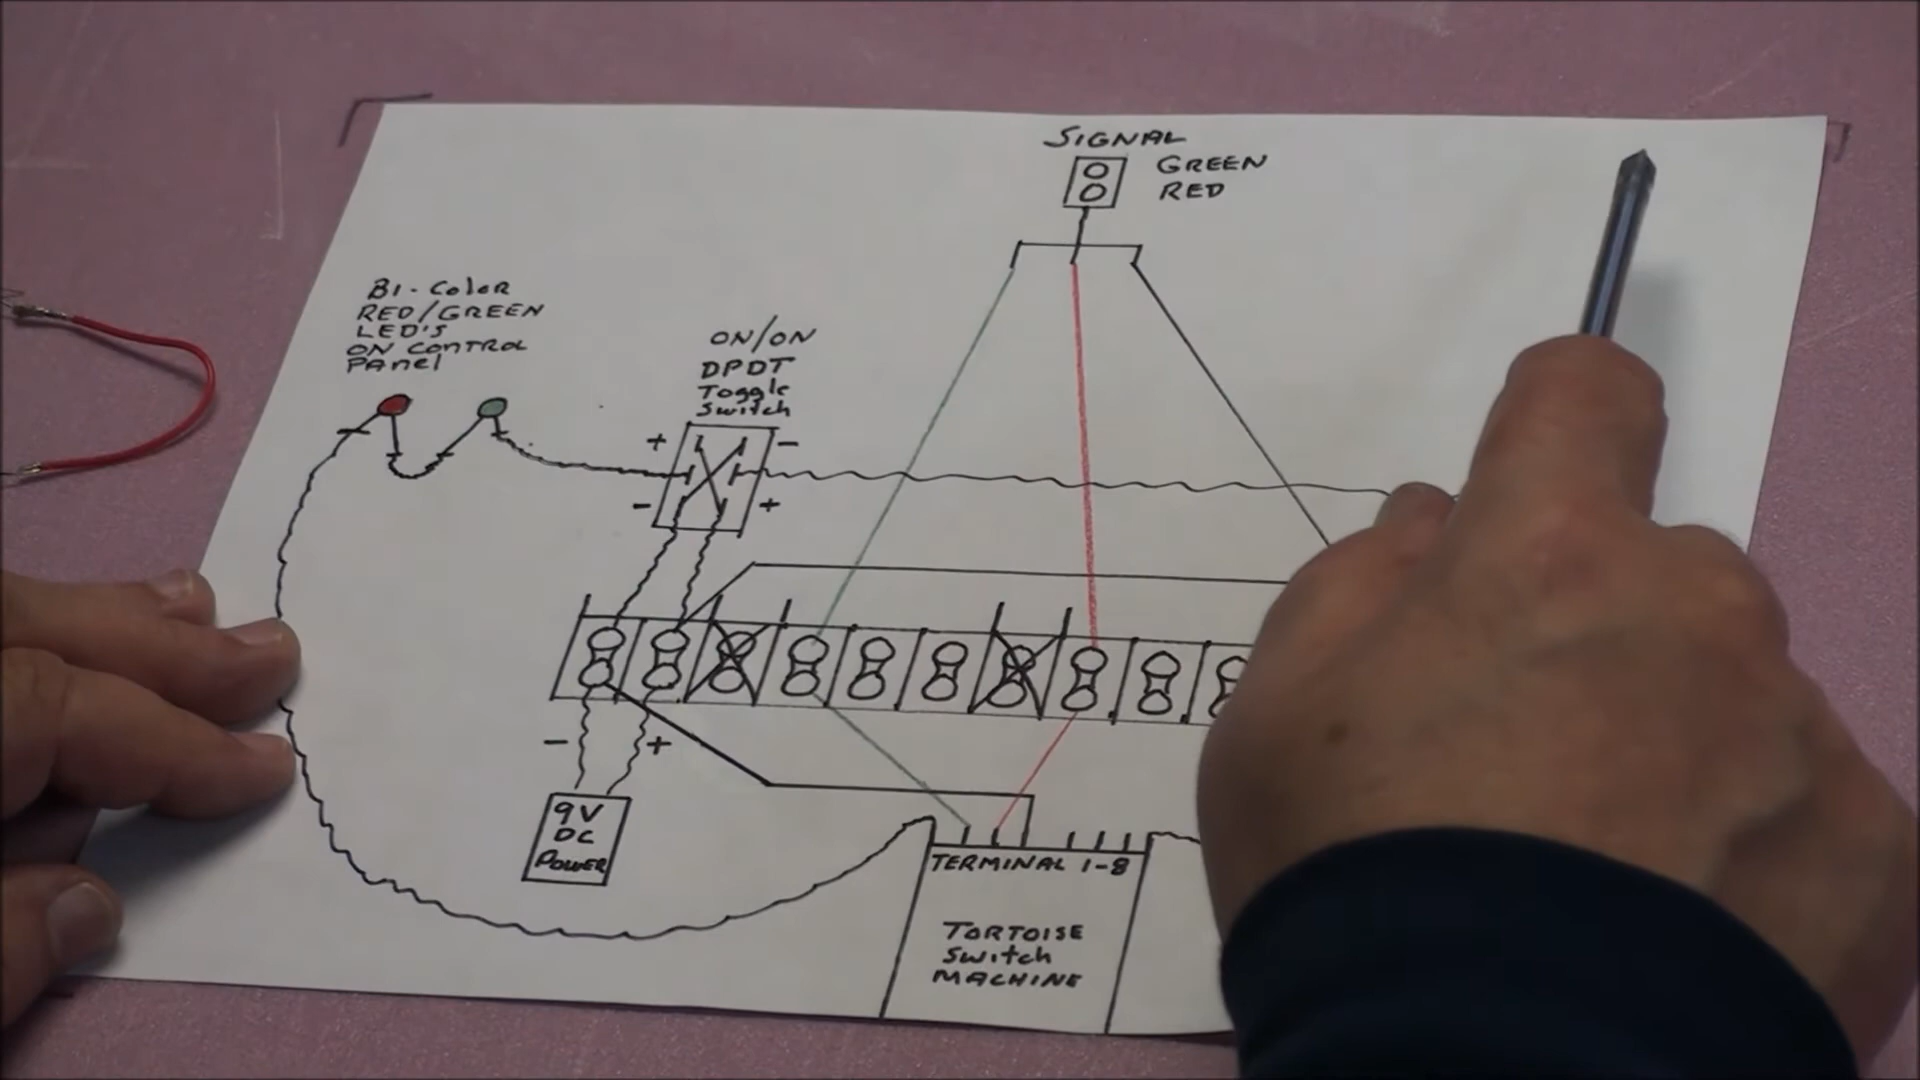 SIGNAL
GREEN
RED
BI-Color
RED/GREEN
LED'S
ON CONTROL
PANEL
ON/ON
DPDT
Toggle
Switch
+ -
- +
- +
9V
DC
POWER
TERMINAL 1-8
TORTOISE
Switch
MACHINE